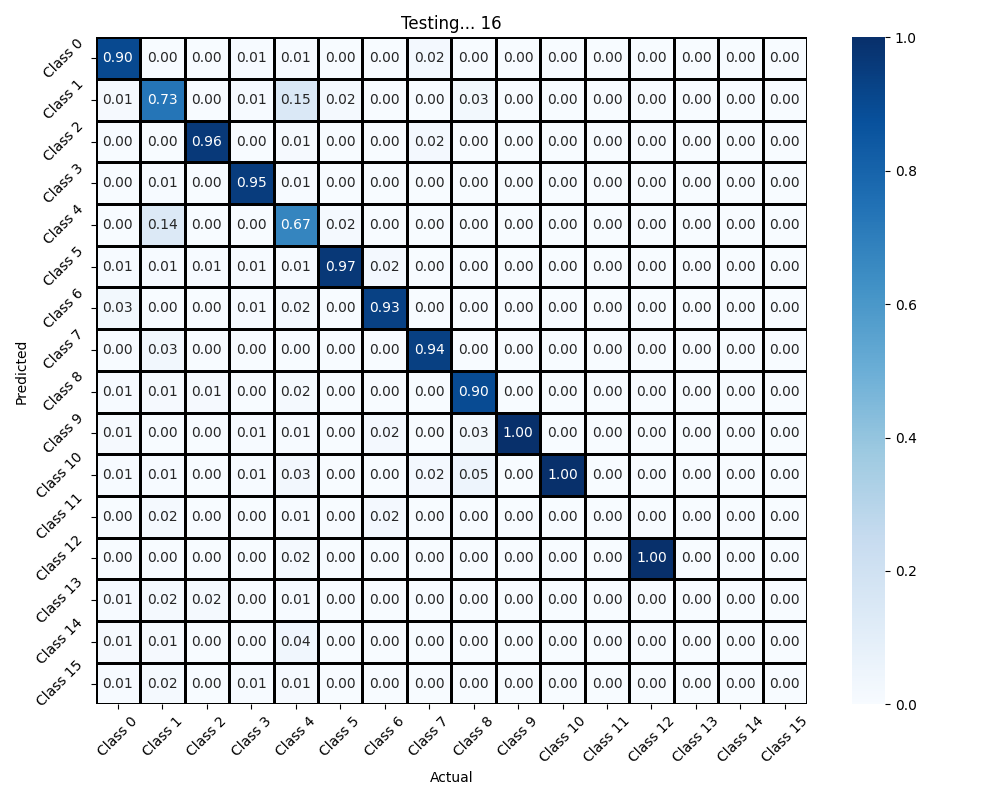 Testing... 16
Class 0 0.90 0.00 0.00 0.01 0.01 0.00 0.00 0.02 0.00 0.00 0.00 0.00 0.00 0.00 0.00 0.00
Class 1 0.01 0.73 0.00 0.01 0.15 0.02 0.00 0.00 0.03 0.00 0.00 0.00 0.00 0.00 0.00 0.00
Class 2 0.00 0.00 0.96 0.00 0.01 0.00 0.00 0.02 0.00 0.00 0.00 0.00 0.00 0.00 0.00 0.00
Class 3 0.00 0.01 0.00 0.95 0.01 0.00 0.00 0.00 0.00 0.00 0.00 0.00 0.00 0.00 0.00 0.00
Class 4 0.00 0.14 0.00 0.00 0.67 0.02 0.00 0.00 0.00 0.00 0.00 0.00 0.00 0.00 0.00 0.00
Class 5 0.01 0.01 0.01 0.01 0.01 0.97 0.02 0.00 0.00 0.00 0.00 0.00 0.00 0.00 0.00 0.00
Class 6 0.03 0.00 0.00 0.01 0.02 0.00 0.93 0.00 0.00 0.00 0.00 0.00 0.00 0.00 0.00 0.00
Class 7 0.00 0.03 0.00 0.00 0.00 0.00 0.00 0.94 0.00 0.00 0.00 0.00 0.00 0.00 0.00 0.00
Class 8 0.01 0.01 0.01 0.00 0.02 0.00 0.00 0.00 0.90 0.00 0.00 0.00 0.00 0.00 0.00 0.00
Class 9 0.01 0.00 0.00 0.01 0.01 0.00 0.02 0.00 0.03 1.00 0.00 0.00 0.00 0.00 0.00 0.00
Class 10 0.01 0.01 0.00 0.01 0.03 0.00 0.00 0.02 0.05 0.00 1.00 0.00 0.00 0.00 0.00 0.00
Class 11 0.00 0.02 0.00 0.00 0.01 0.00 0.02 0.00 0.00 0.00 0.00 0.00 0.00 0.00 0.00 0.00
Class 12 0.00 0.00 0.00 0.00 0.02 0.00 0.00 0.00 0.00 0.00 0.00 0.00 1.00 0.00 0.00 0.00
Class 13 0.01 0.02 0.02 0.00 0.01 0.00 0.00 0.00 0.00 0.00 0.00 0.00 0.00 0.00 0.00 0.00
Class 14 0.01 0.01 0.00 0.00 0.04 0.00 0.00 0.00 0.00 0.00 0.00 0.00 0.00 0.00 0.00 0.00
Class 15 0.01 0.02 0.00 0.01 0.01 0.00 0.00 0.00 0.00 0.00 0.00 0.00 0.00 0.00 0.00 0.00
Class 0 Class 1 Class 2 Class 3 Class 4 Class 5 Class 6 Class 7 Class 8 Class 9 Class 10 Class 11 Class 12 Class 13 Class 14 Class 15
Actual
Predicted
1.0
0.8
0.6
0.4
0.2
0.0